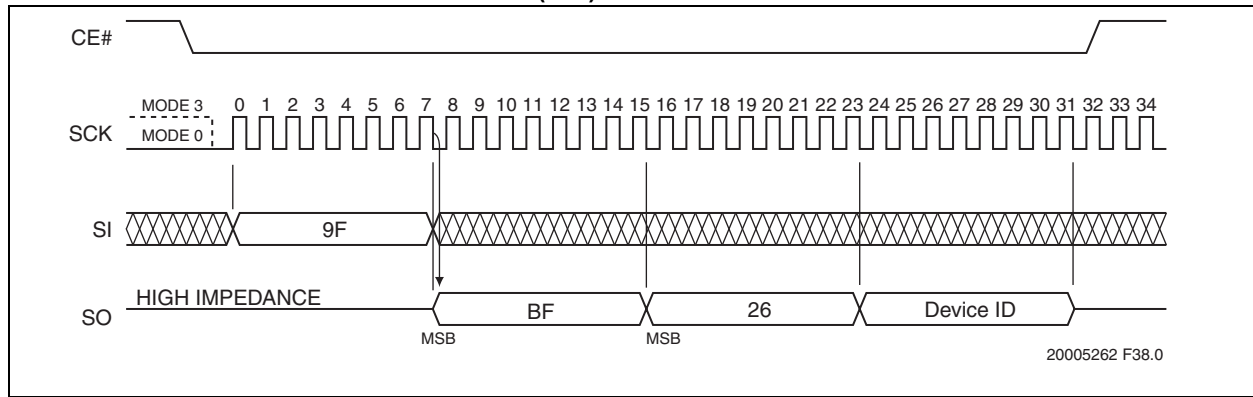 CE#
MODE 3
0 1 2 3 4 5 6 7 8 9 10 11 12 13 14 15 16 17 18 19 20 21 22 23 24 25 26 27 28 29 30 31 32 33 34
SCK
MODE 0
SI
9F
HIGH IMPEDANCE
SO
BF
26
Device ID
MSB
MSB
20005262 F38.0